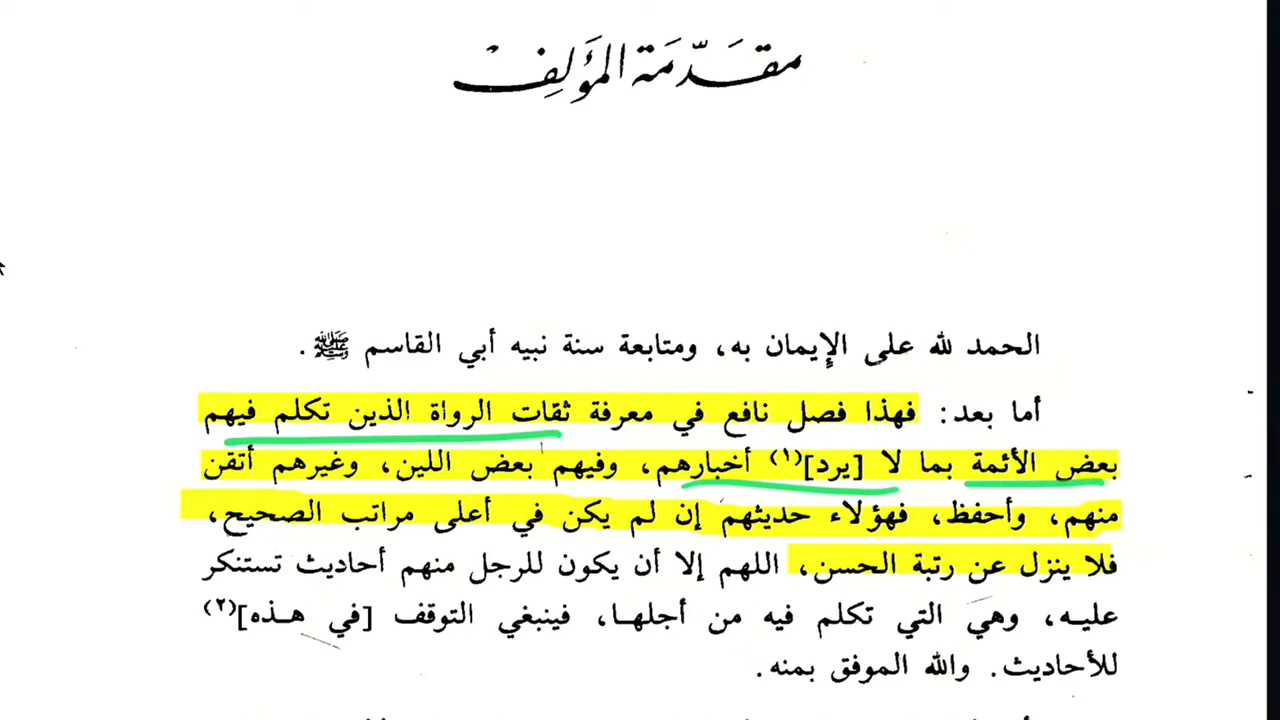 مقدّمة المؤلف
الحمد لله على الإيمان به، ومتابعة سنة نبيه أبي القاسم ﷺ.
أما بعد: فهذا فصل نافع في معرفة ثقات الرواة الذين تكلم فيهم
بعض الأئمة بما لا [يرد](١) أخبارهم، وفيهم بعض اللين، وغيرهم أتقن
منهم، وأحفظ، فهؤلاء حديثهم إن لم يكن في أعلى مراتب الصحيح،
فلا ينزل عن رتبة الحسن، اللهم إلا أن يكون للرجل منهم أحاديث تستنكر
عليه، وهي التي تكلم فيه من أجلها، فينبغي التوقف [في هذه](٢)
للأحاديث. والله الموفق بمنه.